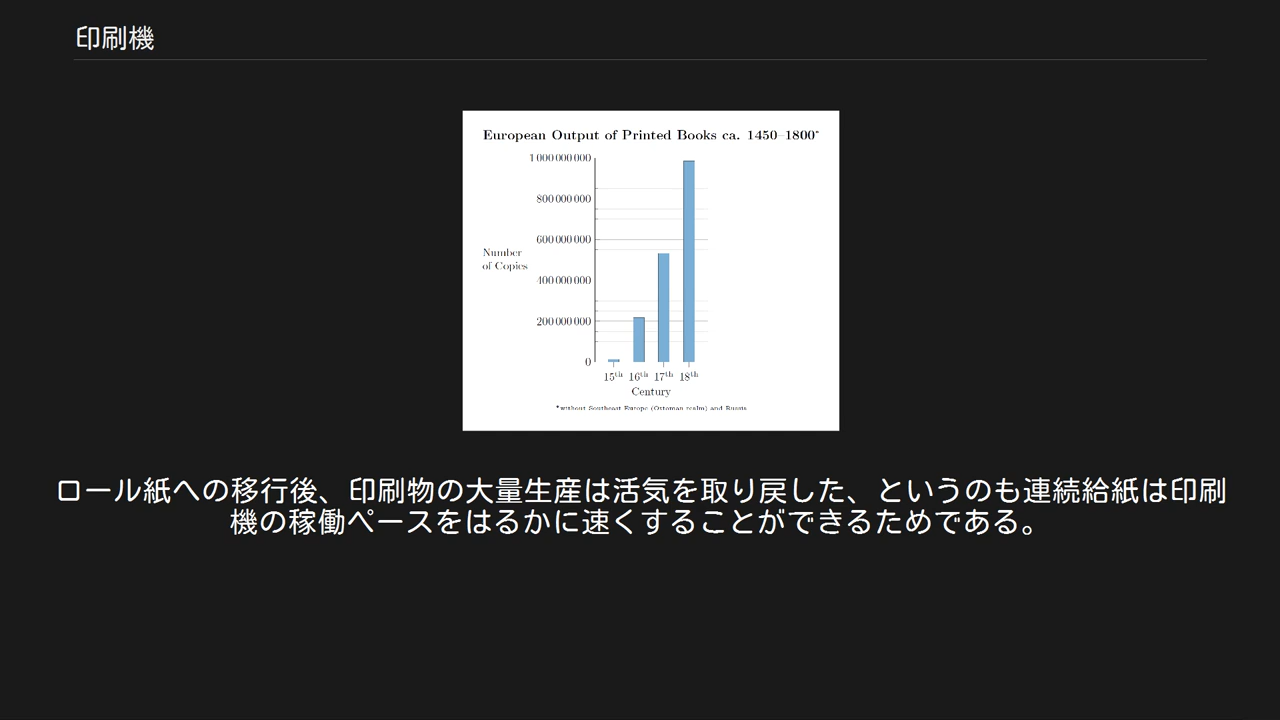 印刷機
European Output of Printed Books ca. 1450–1800*
1 000 000 000
800 000 000
600 000 000
Number
of Copies
400 000 000
200 000 000
0
15th 16th 17th 18th
Century
*without Southeast Europe (Ottoman realm) and Russia
ロール紙への移行後、印刷物の大量生産は活気を取り戻した、というのも連続給紙は印刷
機の稼働ペースをはるかに速くすることができるためである。